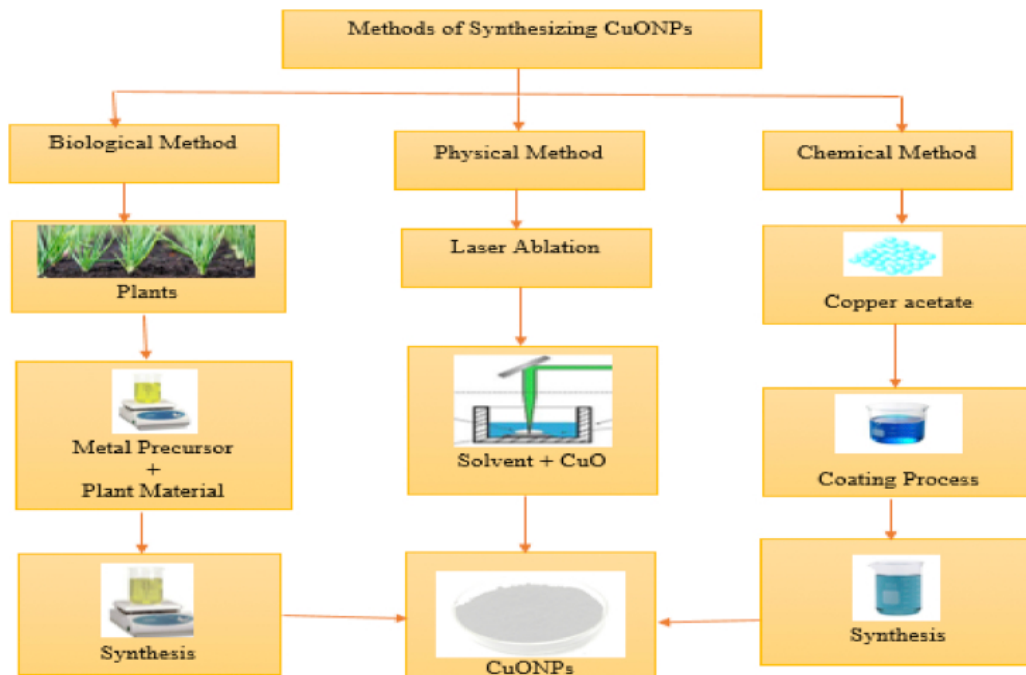 Methods of Synthesizing CuONPs
Biological Method
Physical Method
Chemical Method
Plants
Laser Ablation
Copper acetate
Metal Precursor
+
Plant Material
Solvent + CuO
Coating Process
Synthesis
CuONPs
Synthesis